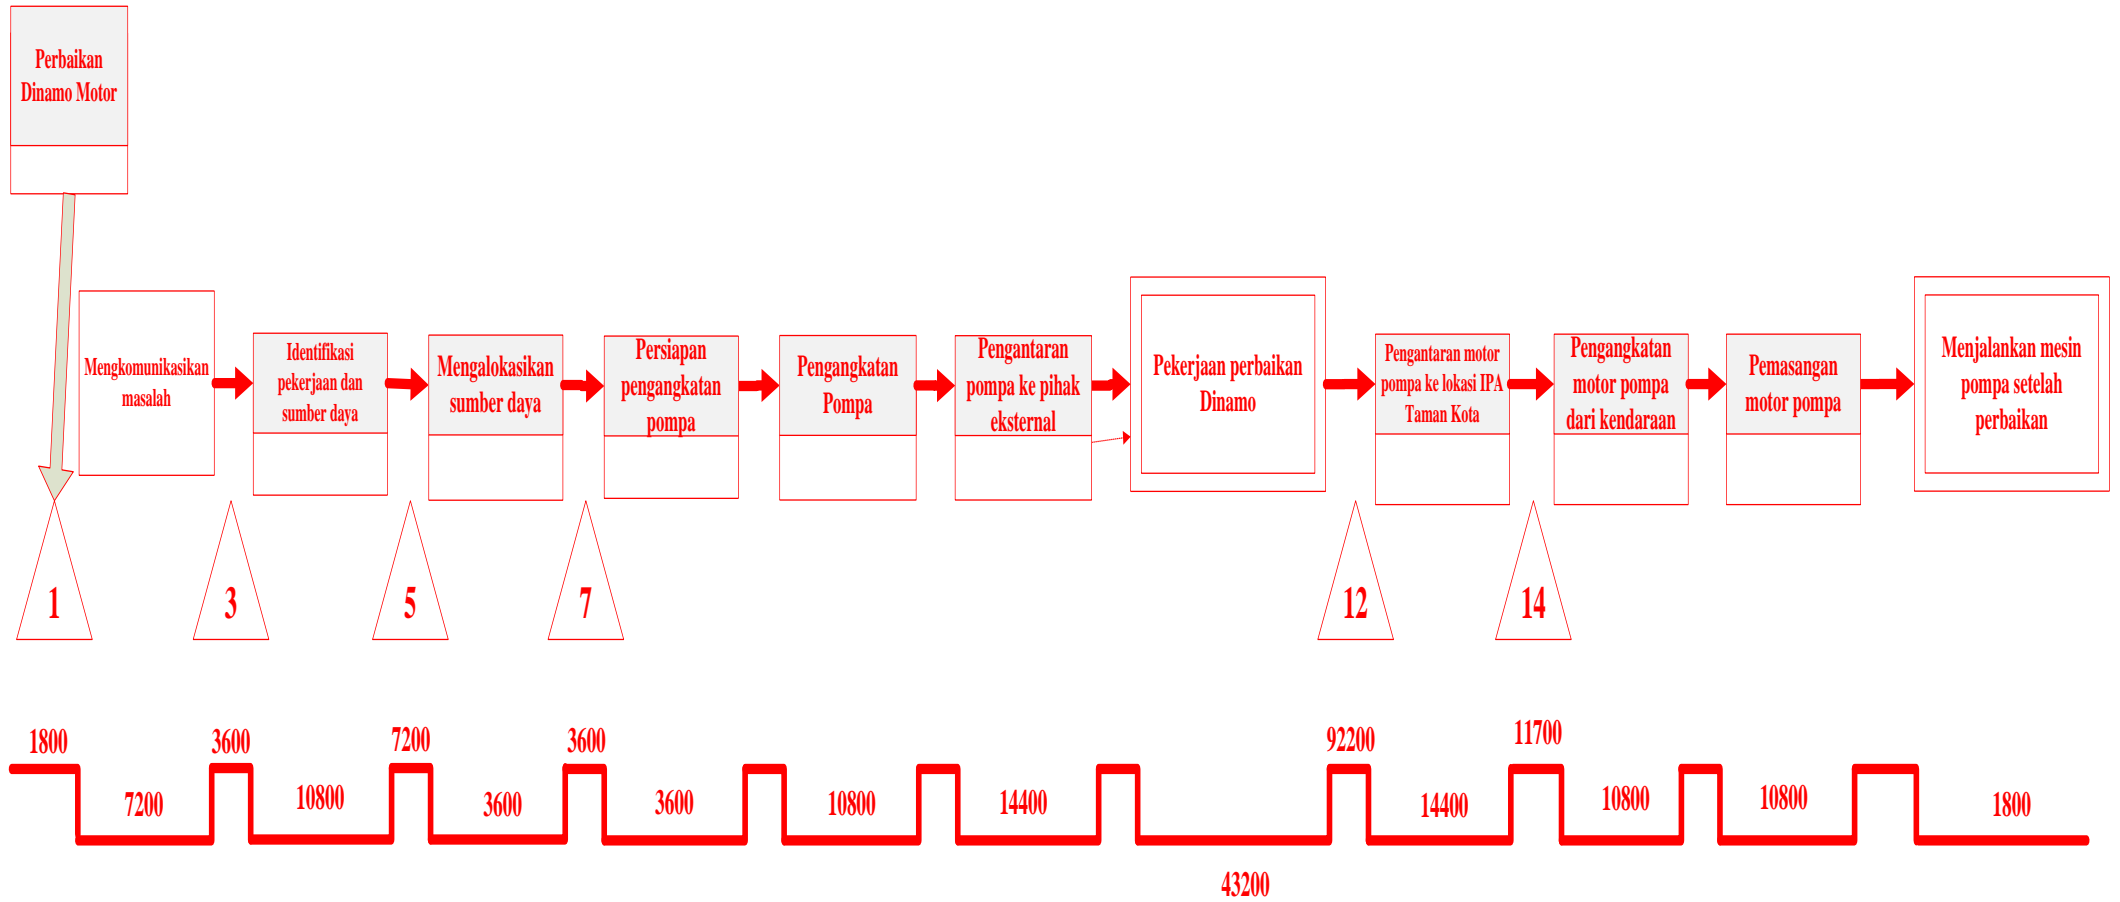 Perbaikan
Dinamo Motor
Mengkomunikasikan
masalah
Identifikasi
pekerjaan dan
sumber daya
Mengalokasikan
sumber daya
Persiapan
pengangkatan
pompa
Pengangkatan
Pompa
Pengantaran
pompa ke pihak
eksternal
Pekerjaan perbaikan
Dinamo
Pengantaran motor
pompa ke lokasi IPA
Taman Kota
Pengangkatan
motor pompa
dari kendaraan
Pemasangan
motor pompa
Menjalankan mesin
pompa setelah
perbaikan
1
3
5
7
12
14
1800
3600
7200
3600
92200
11700
7200
10800
3600
3600
10800
14400
43200
14400
10800
10800
1800